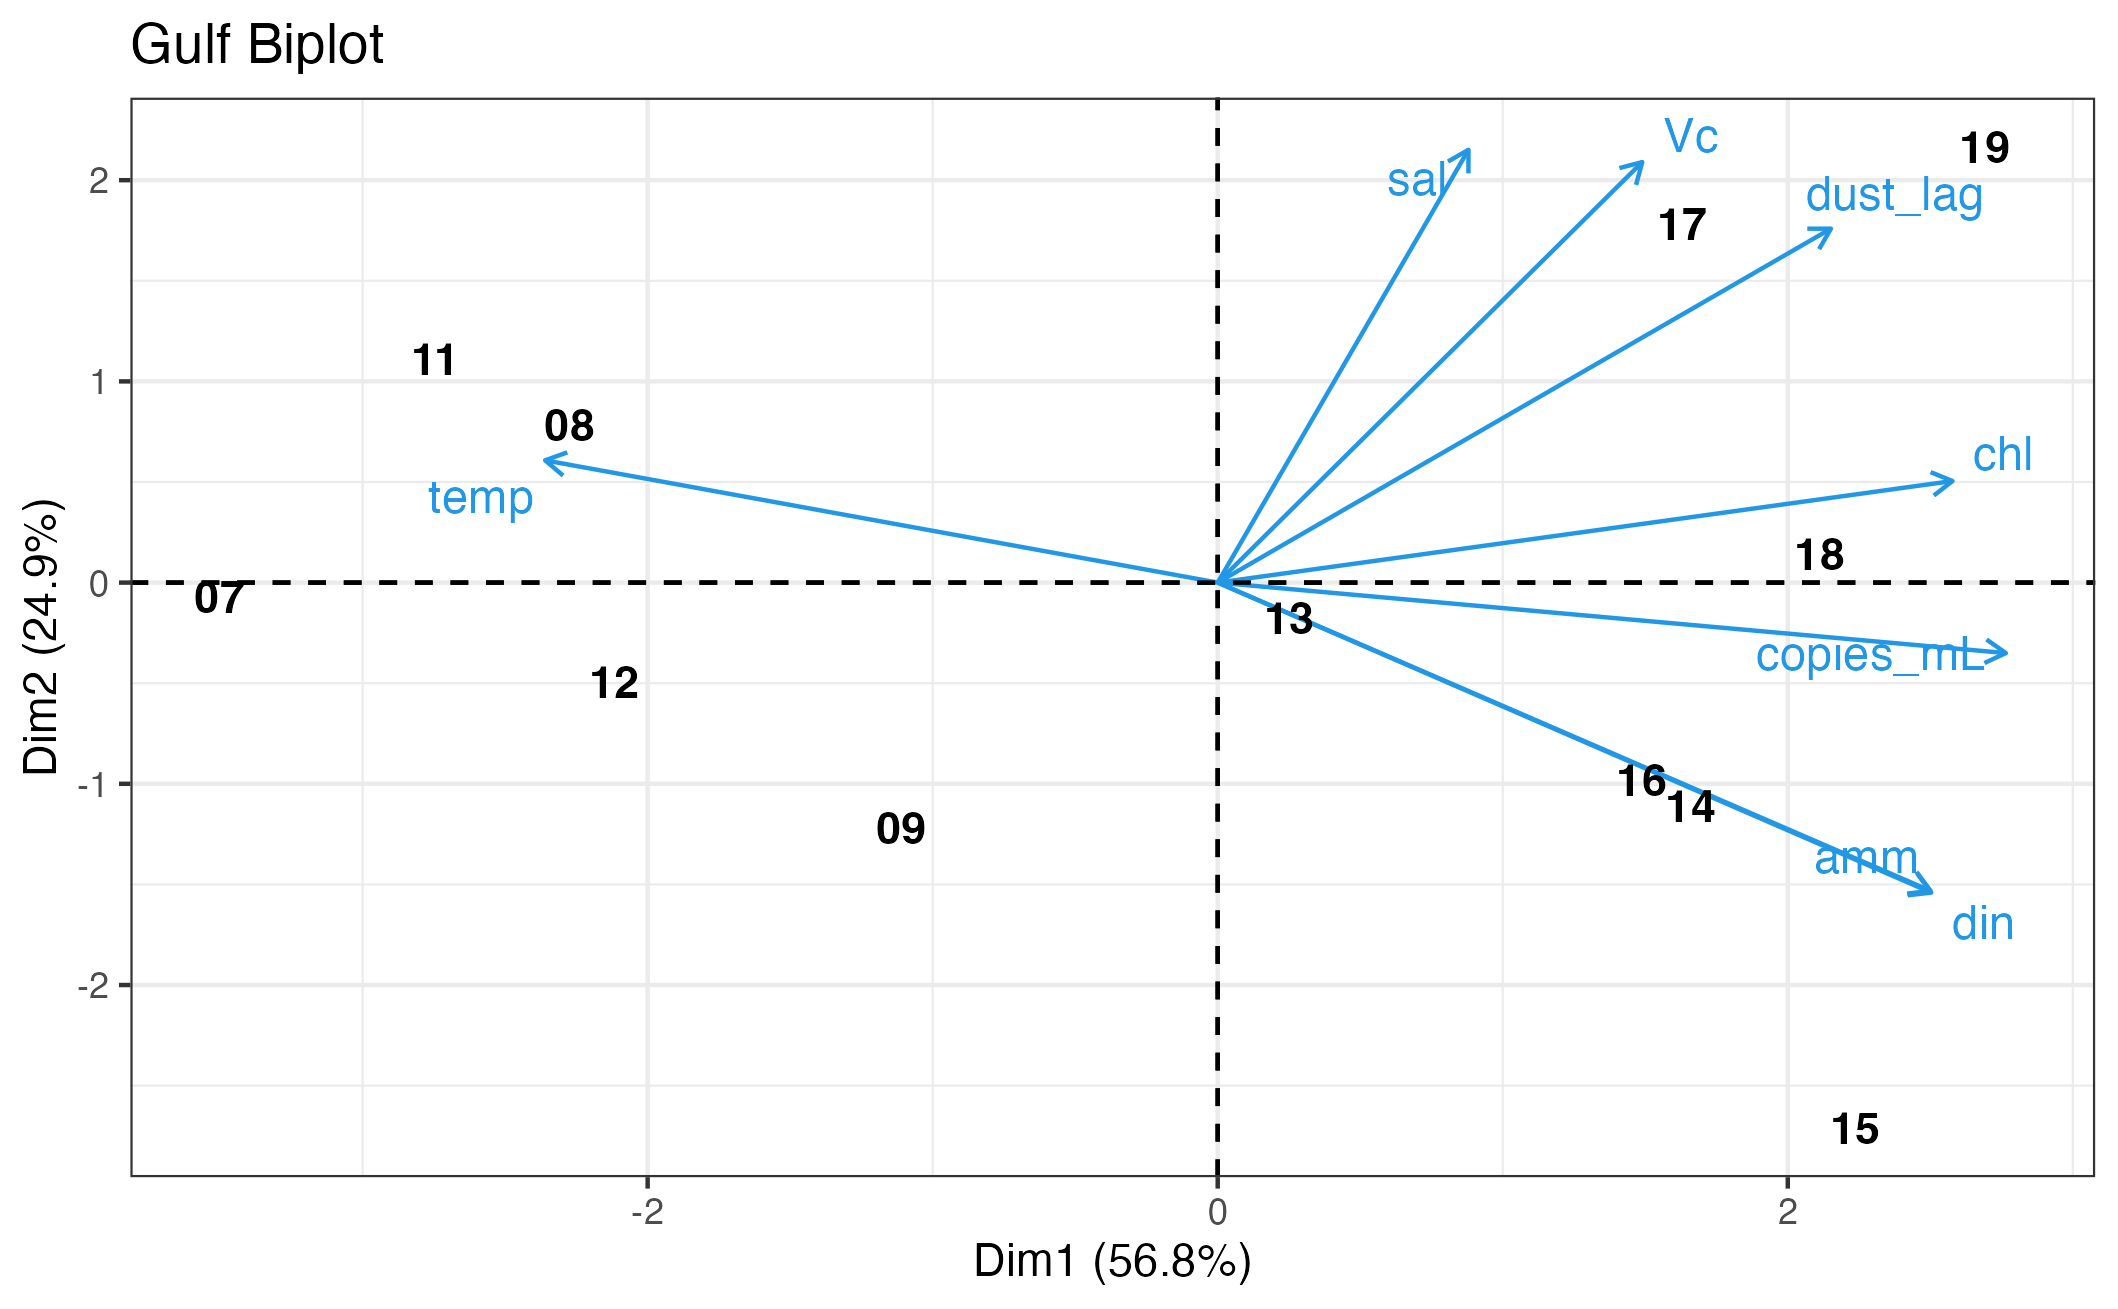 Gulf Biplot
Vc
19
sal
dust_lag
17
2
11
1
08
chl
temp
18
0
07
13
copies_mL
12
16
-1
14
09
amm
din
-2
15
-2
0
2
Dim1 (56.8%)
Dim2 (24.9%)